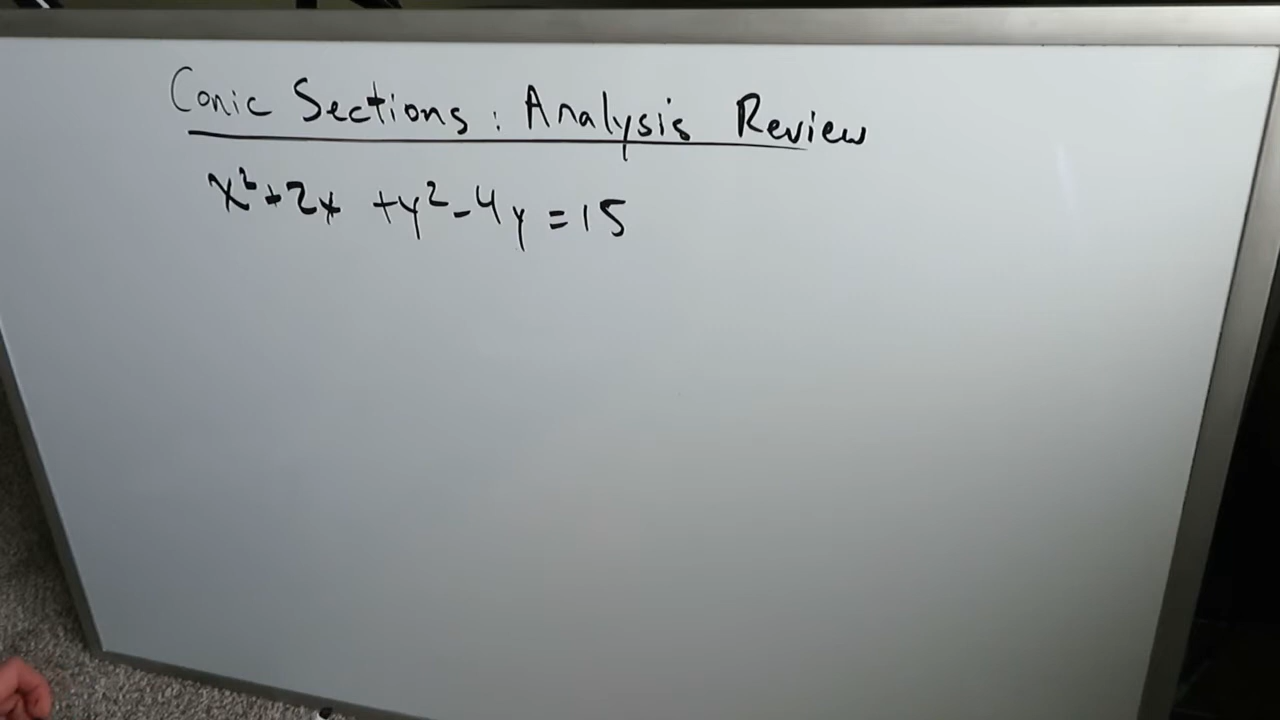 Conic Sections: Analysis Review
x²+2x +y²-4y=15